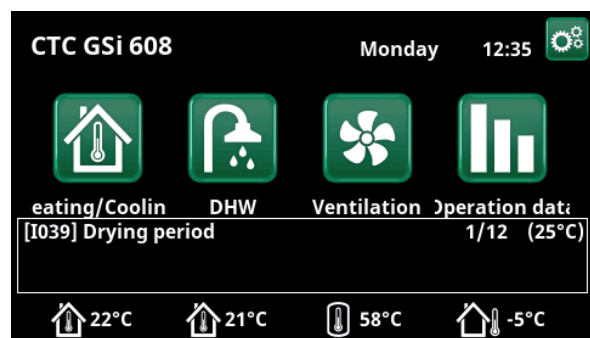 CTC GSi 608 Monday 12:35
eating/Coolin DHW Ventilation Operation data
[I039] Drying period 1/12 (25°C)
22°C 21°C 58°C -5°C